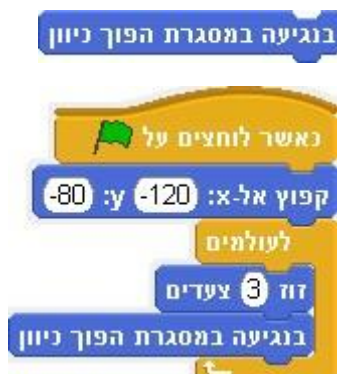 בנגיעה במסגרת הפוך כיוון
כאשר לוחצים על
קפוץ אל-x: -120 y: -80
לעולמים
זוז 3 צעדים
בנגיעה במסגרת הפוך כיוון